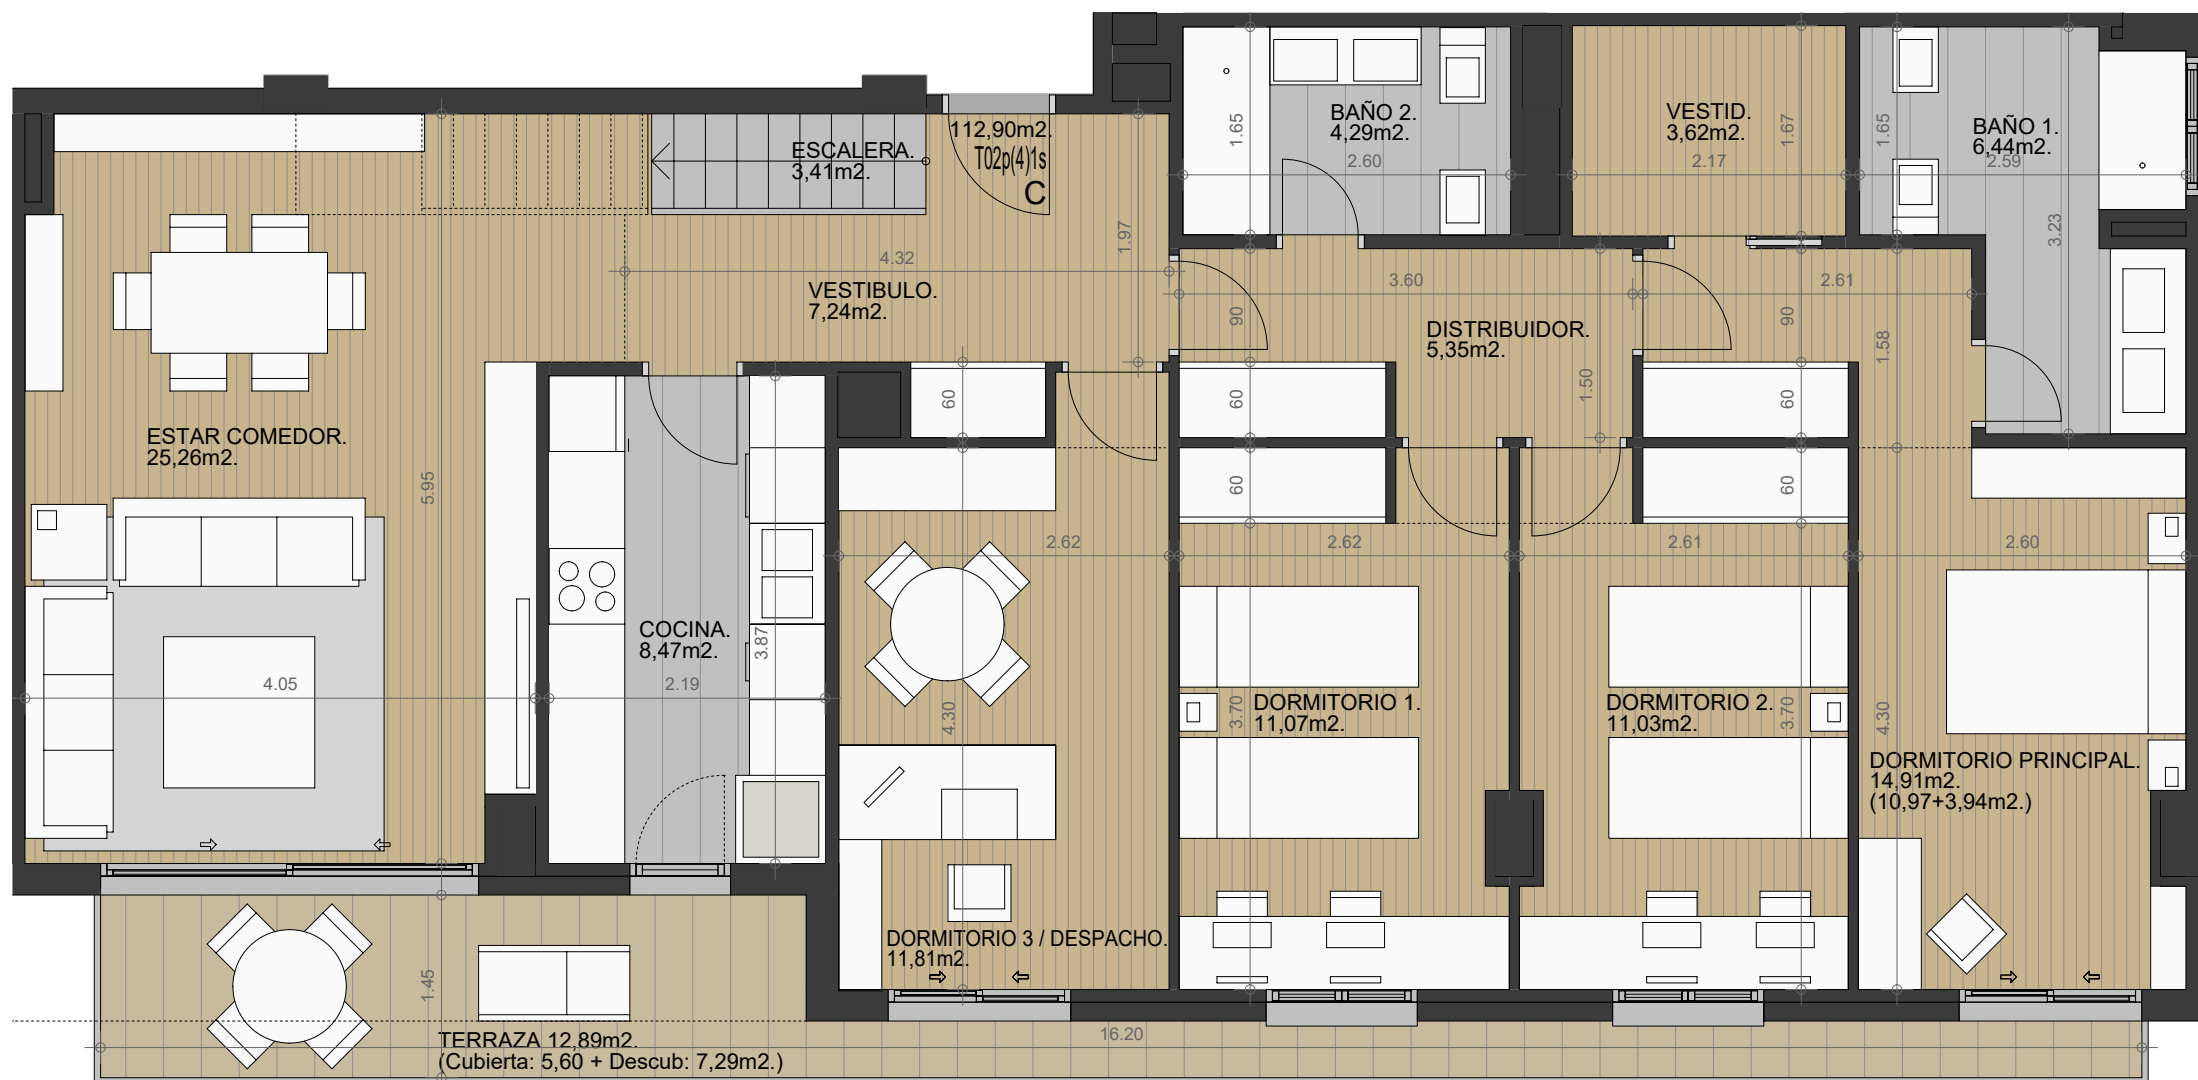 112,90m2.
T02p(4)1s
C
ESCALERA.
3,41m2.
BAÑO 2.
4,29m2.
1.65
2.60
VESTID.
3,62m2.
1.67
2.17
1.65
BAÑO 1.
6,44m2.
2.59
3.23
4.32
1.97
VESTIBULO.
7,24m2.
3.60
90
DISTRIBUIDOR.
5,35m2.
1.50
2.61
90
1.58
60
60
60
60
60
ESTAR COMEDOR.
25,26m2.
5.95
4.05
COCINA.
8,47m2.
3.87
2.19
2.62
4.30
2.62
DORMITORIO 1.
11,07m2.
3.70
2.61
DORMITORIO 2.
11,03m2.
3.70
2.60
4.30
DORMITORIO PRINCIPAL.
14,91m2.
(10,97+3,94m2.)
DORMITORIO 3 / DESPACHO.
11,81m2.
1.45
TERRAZA 12,89m2.
(Cubierta: 5,60 + Descub: 7,29m2.)
16.20